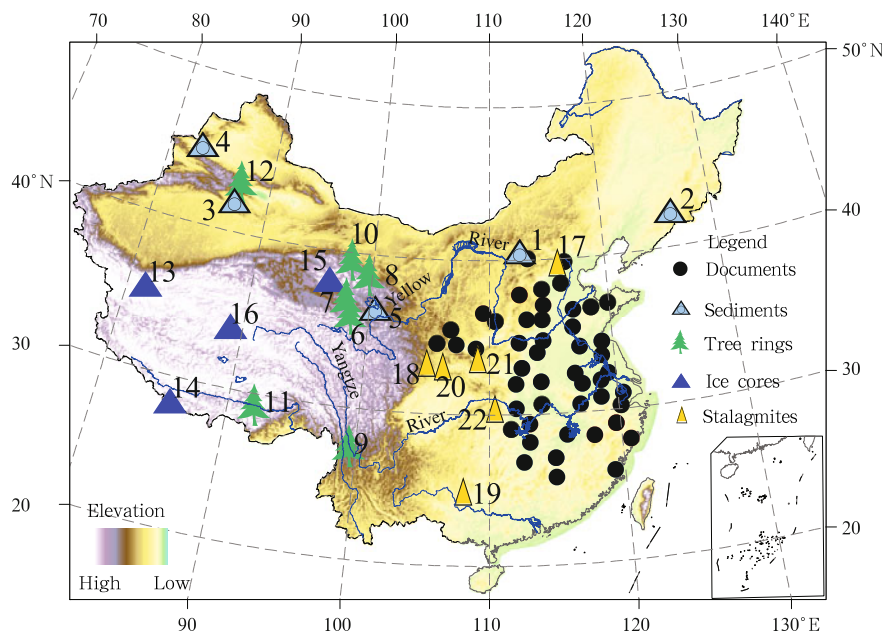 70 80 90 100 110 120 130 140°E
50°N
4
12
40°N
3
2
40
10
River
1
17
Legend
Documents
13
15
8
Yellow
7
5
Sediments
16
6
30
Yangtze
Tree rings
18
20
21
30
14
11
Ice cores
River
22
Stalagmites
9
19
20
Elevation
20
High Low
90 100 110 120 130°E